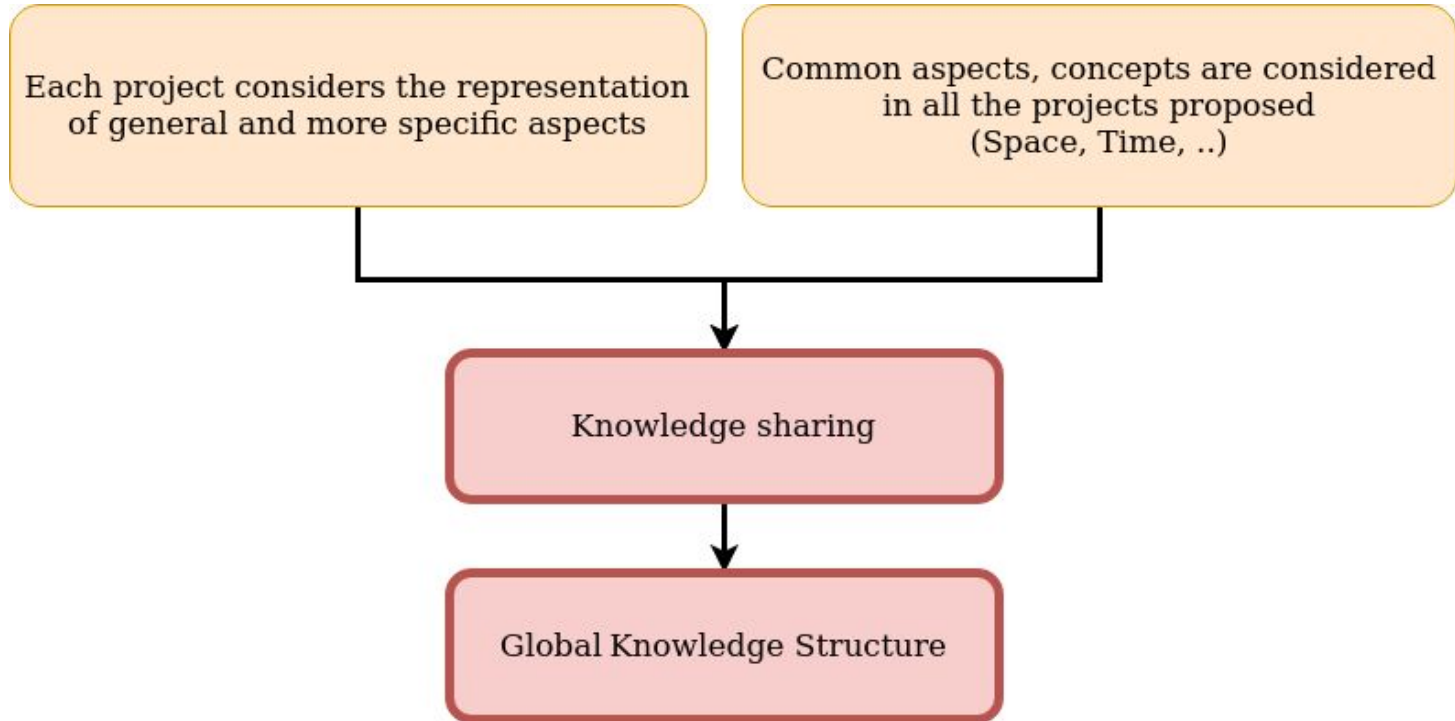 Each project considers the representation
of general and more specific aspects
Common aspects, concepts are considered
in all the projects proposed
(Space, Time, ..)
Knowledge sharing
Global Knowledge Structure